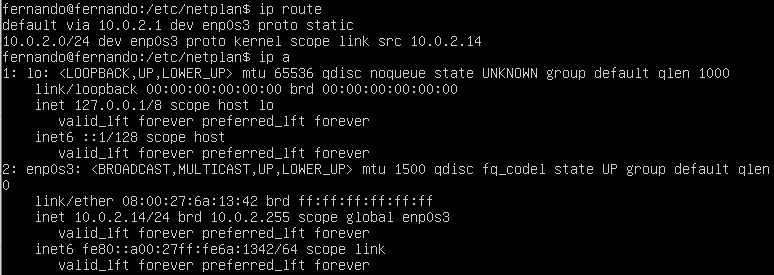 fernando@fernando:/etc/netplan$ ip route
default via 10.0.2.1 dev enp0s3 proto static
10.0.2.0/24 dev enp0s3 proto kernel scope link src 10.0.2.14
fernando@fernando:/etc/netplan$ ip a
1: lo: <LOOPBACK,UP,LOWER_UP> mtu 65536 qdisc noqueue state UNKNOWN group default qlen 1000
    link/loopback 00:00:00:00:00:00 brd 00:00:00:00:00:00
    inet 127.0.0.1/8 scope host lo
       valid_lft forever preferred_lft forever
    inet6 ::1/128 scope host
       valid_lft forever preferred_lft forever
2: enp0s3: <BROADCAST,MULTICAST,UP,LOWER_UP> mtu 1500 qdisc fq_codel state UP group default qlen
0
    link/ether 08:00:27:6a:13:42 brd ff:ff:ff:ff:ff:ff
    inet 10.0.2.14/24 brd 10.0.2.255 scope global enp0s3
       valid_lft forever preferred_lft forever
    inet6 fe80::a00:27ff:fe6a:1342/64 scope link
       valid_lft forever preferred_lft forever